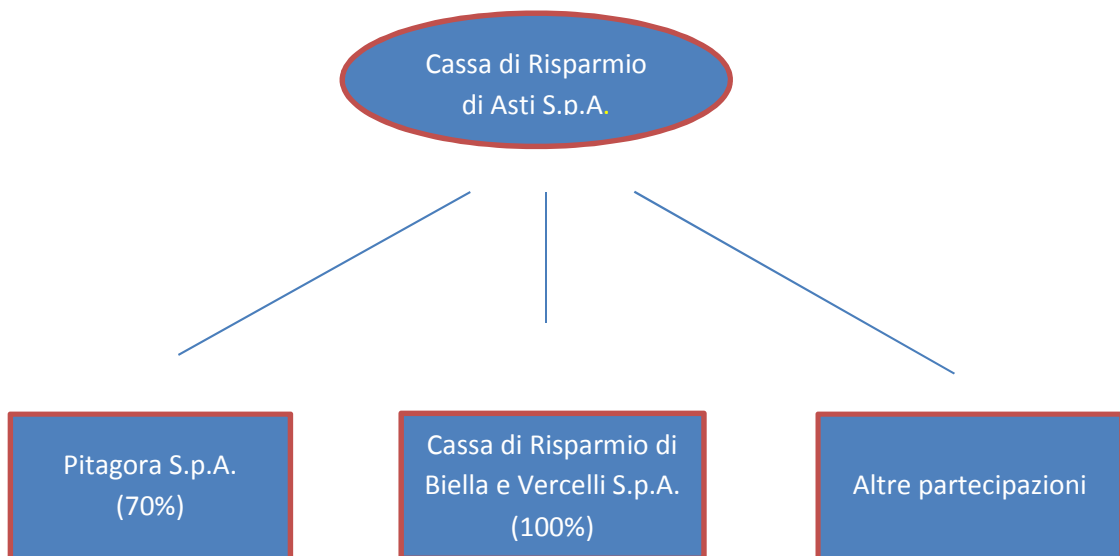 Cassa di Risparmio
di Asti S.p.A.
Pitagora S.p.A.
(70%)
Cassa di Risparmio di
Biella e Vercelli S.p.A.
(100%)
Altre partecipazioni